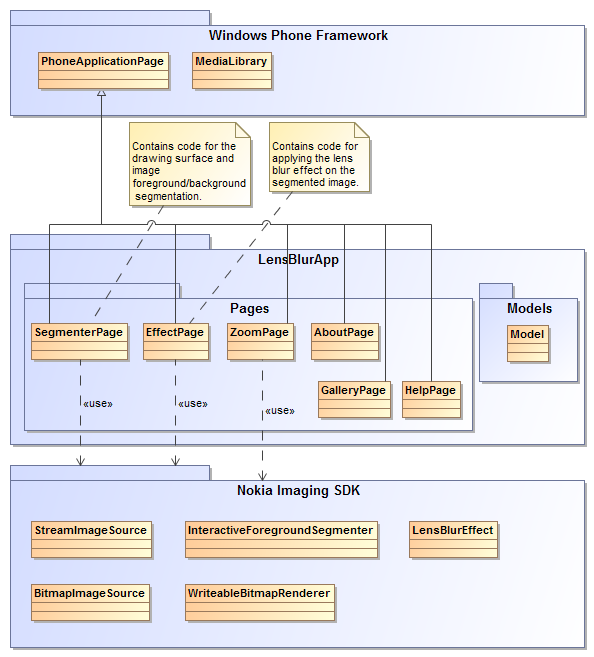 Windows Phone Framework
PhoneApplicationPage
MediaLibrary
Contains code for the
drawing surface and
image
foreground/background
segmentation.
Contains code for
applying the lens
blur effect on the
segmented image.
LensBlurApp
Pages
Models
SegmenterPage
EffectPage
ZoomPage
AboutPage
Model
GalleryPage
HelpPage
«use»
«use»
«use»
Nokia Imaging SDK
StreamImageSource
InteractiveForegroundSegmenter
LensBlurEffect
BitmapImageSource
WriteableBitmapRenderer